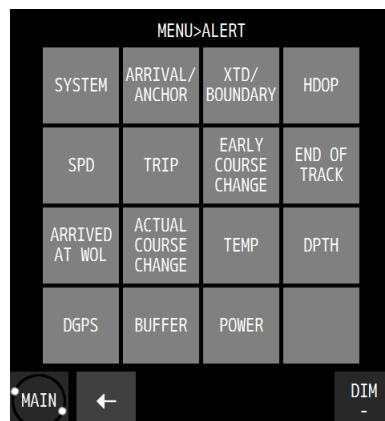 MENU>ALERT
SYSTEM
ARRIVAL/
ANCHOR
XTD/
BOUNDARY
HDOP
SPD
TRIP
EARLY
COURSE
CHANGE
END OF
TRACK
ARRIVED
AT WOL
ACTUAL
COURSE
CHANGE
TEMP
DPTH
DGPS
BUFFER
POWER
MAIN
←
DIM
-